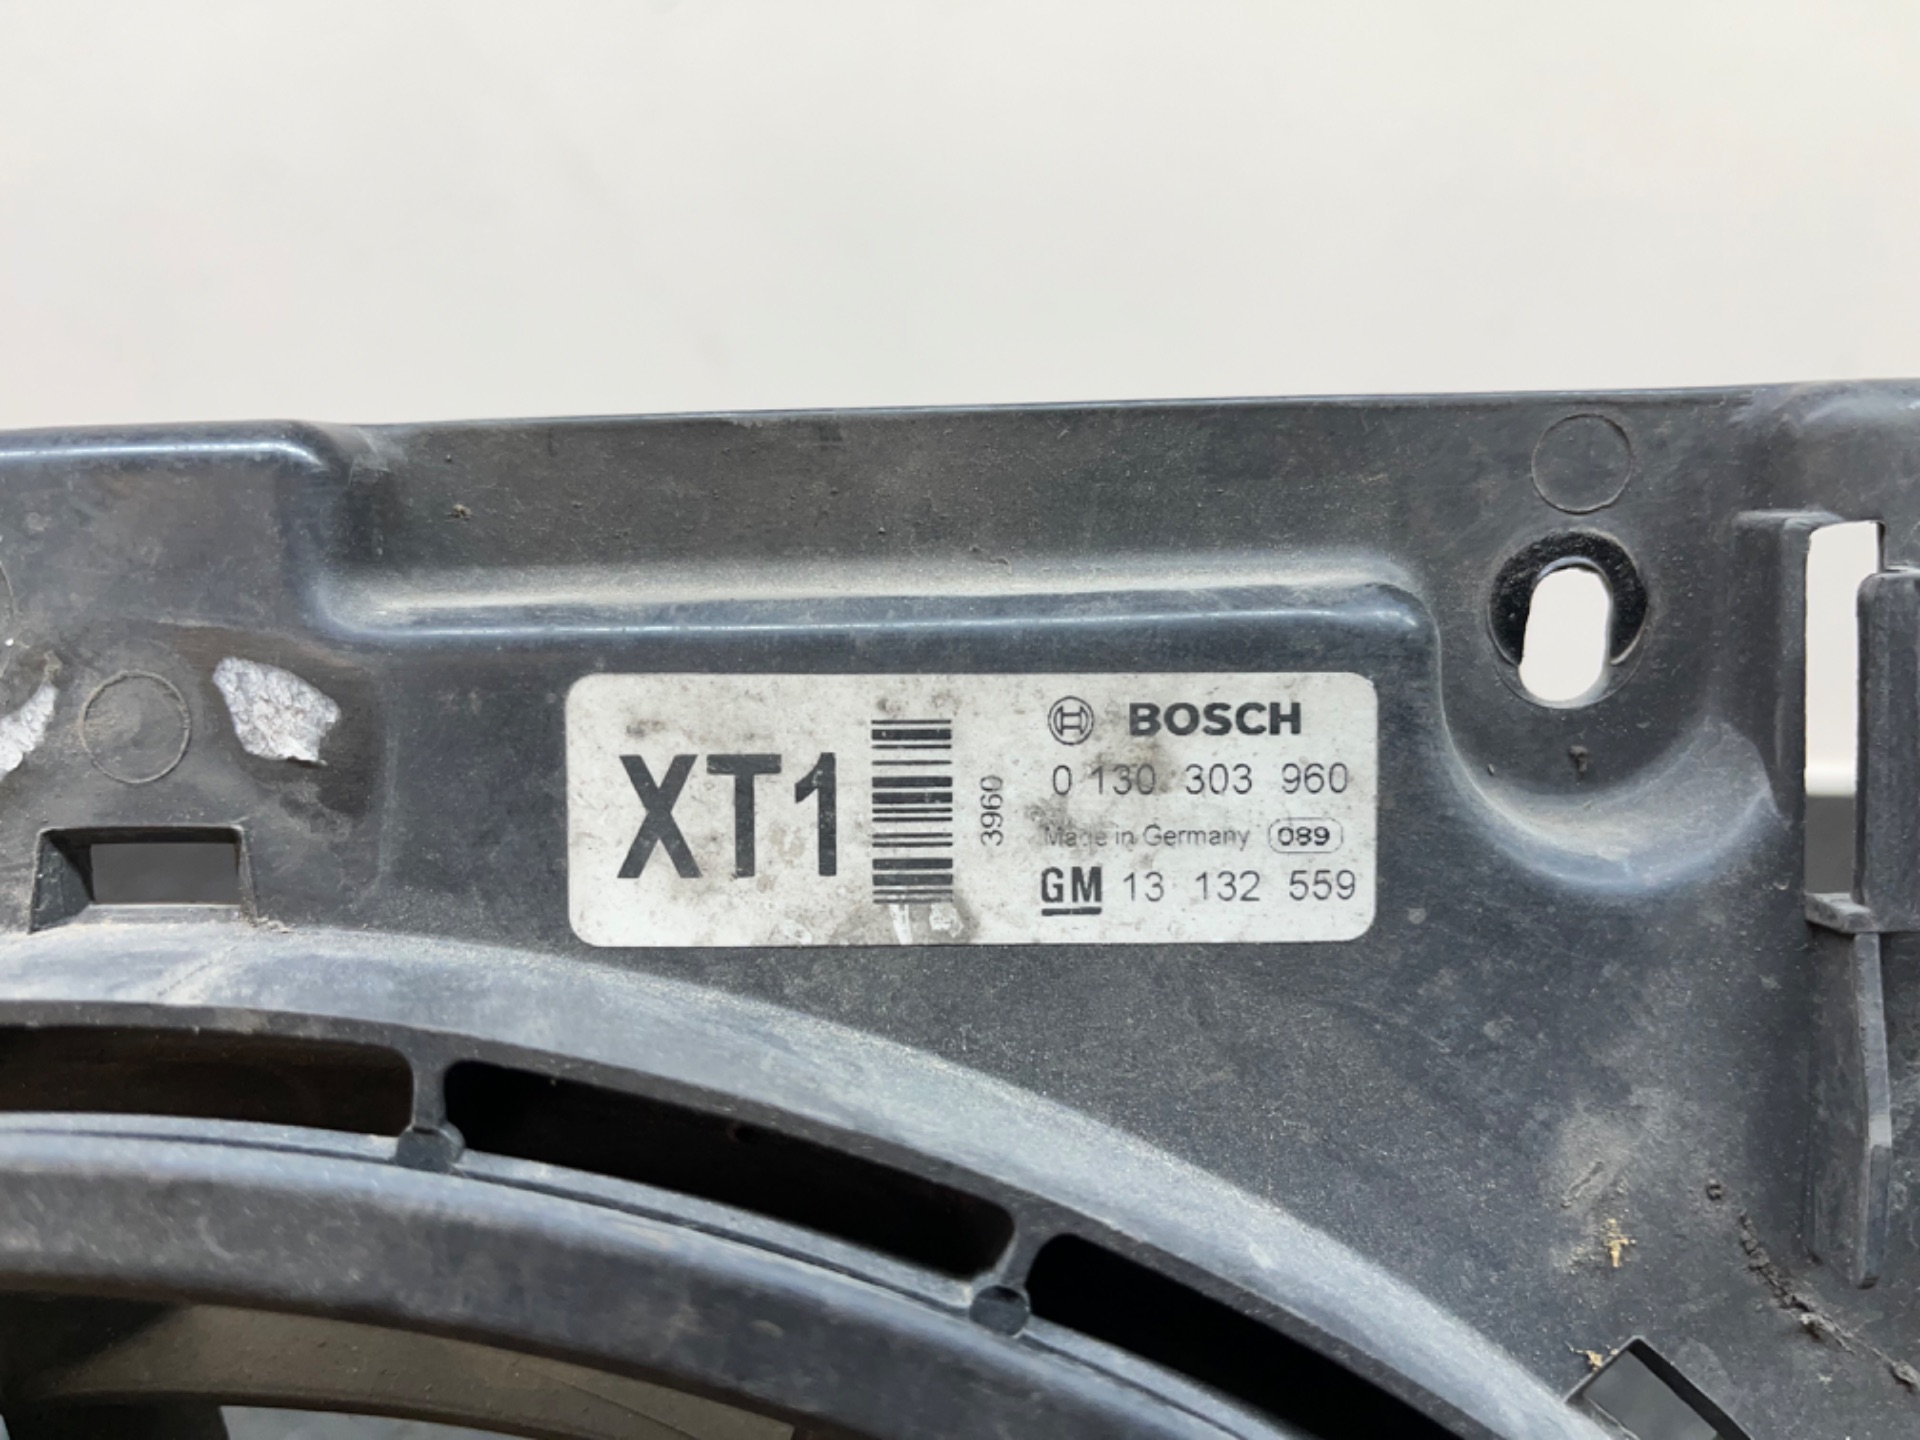 XT1
3960
BOSCH
0 130 303 960
Made in Germany 089
GM 13 132 559